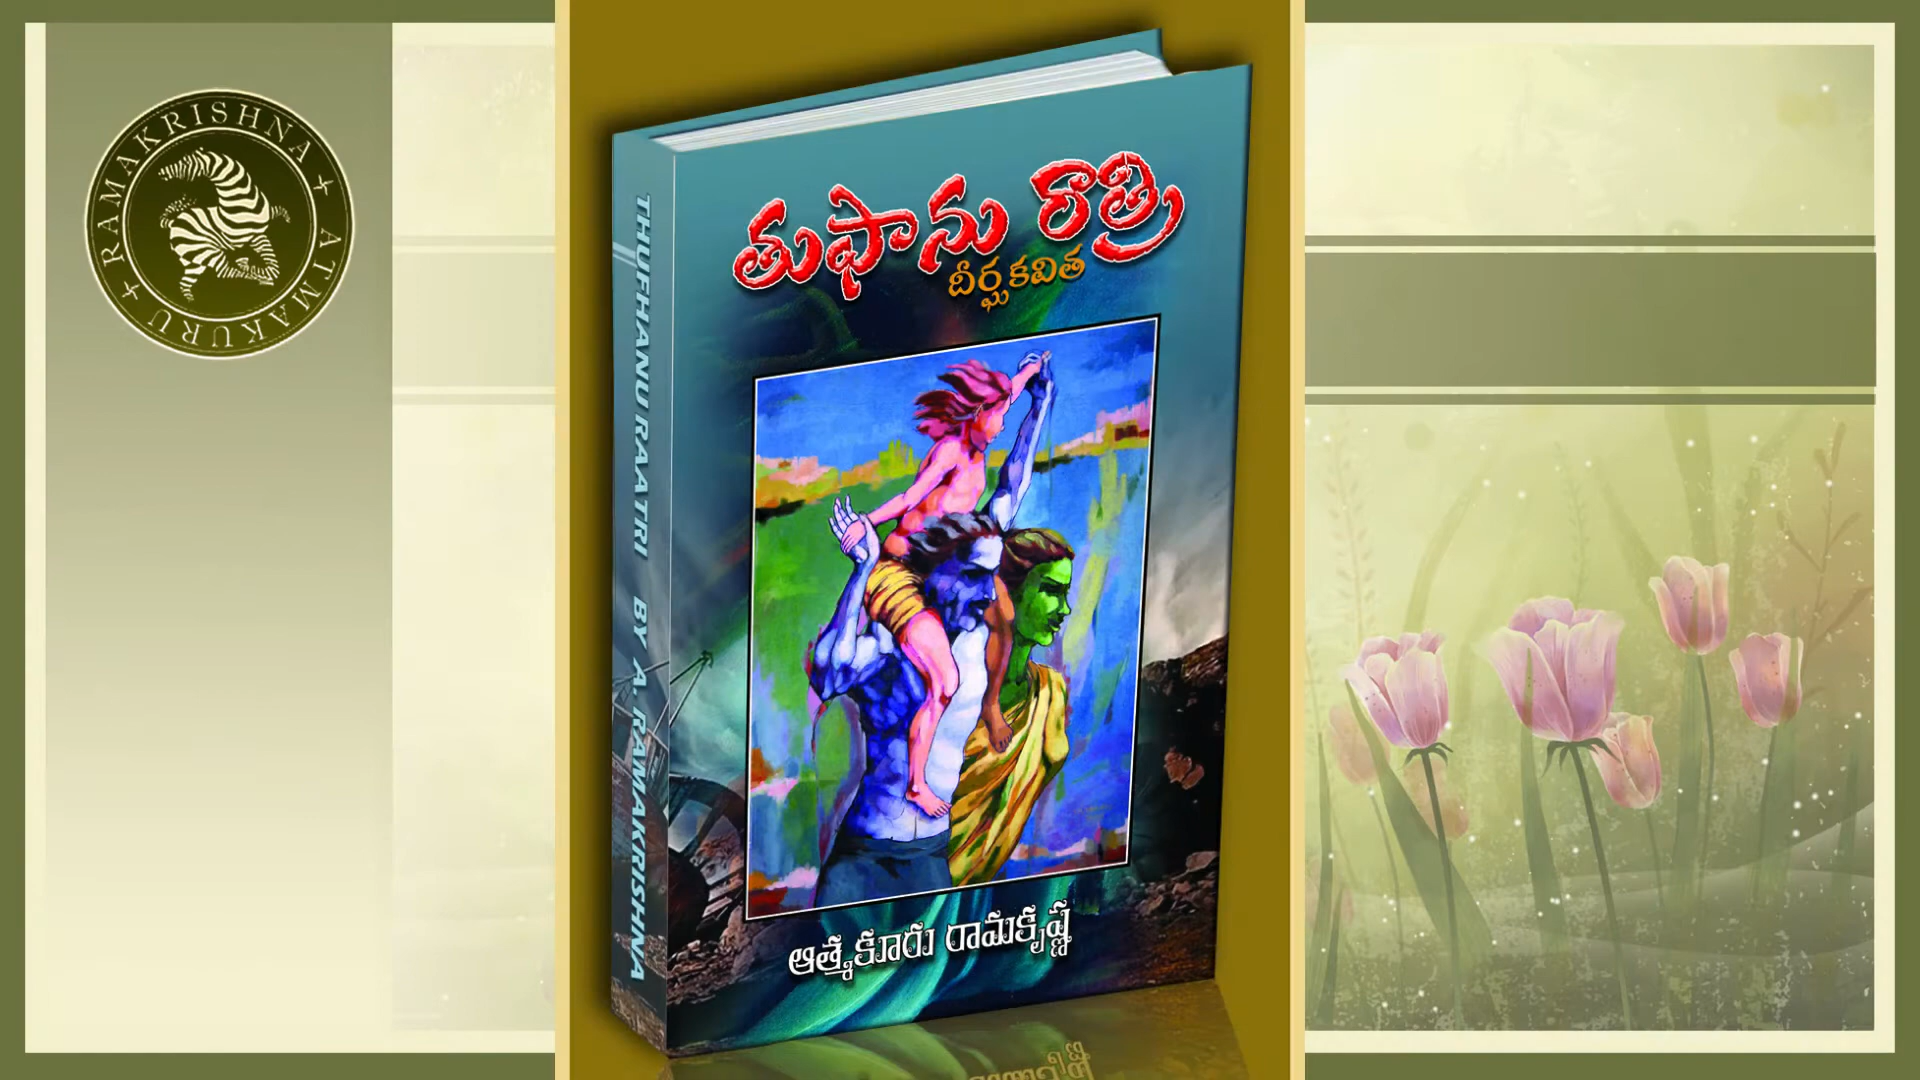 RAMAKRISHNA + ATMAKURU +
తుఫాను రాత్రి
దీర్ఘకవిత
ఆత్మకూరు రామకృష్ణ
THUFHANU RAATRI BY A. RAMAKRISHNA